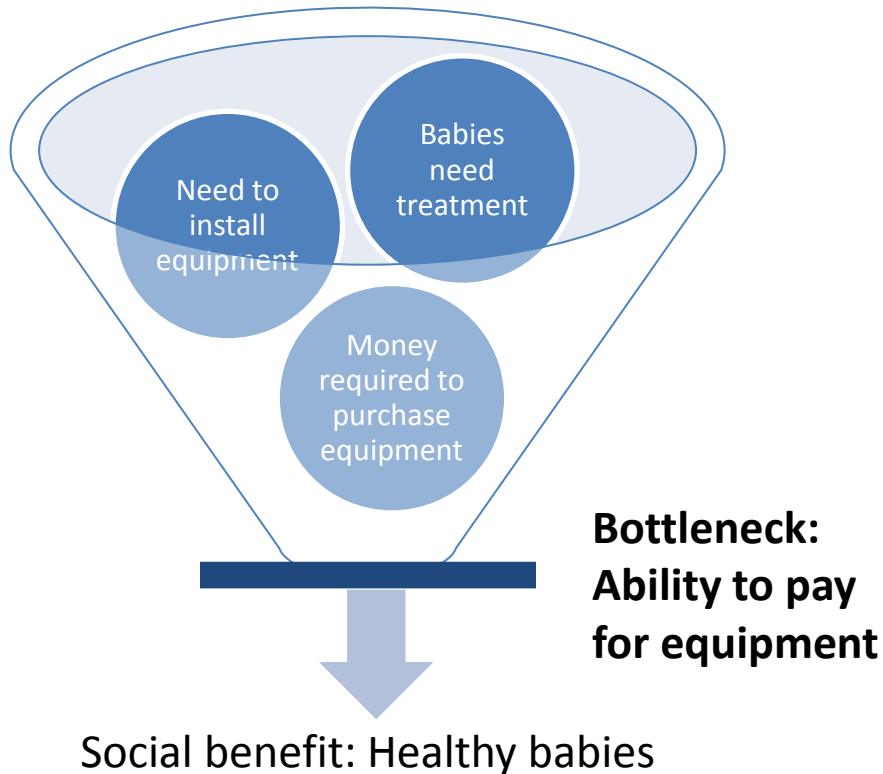 Babies
need
treatment
Need to
install
equipment
Money
required to
purchase
equipment
Bottleneck:
Ability to pay
for equipment
Social benefit: Healthy babies